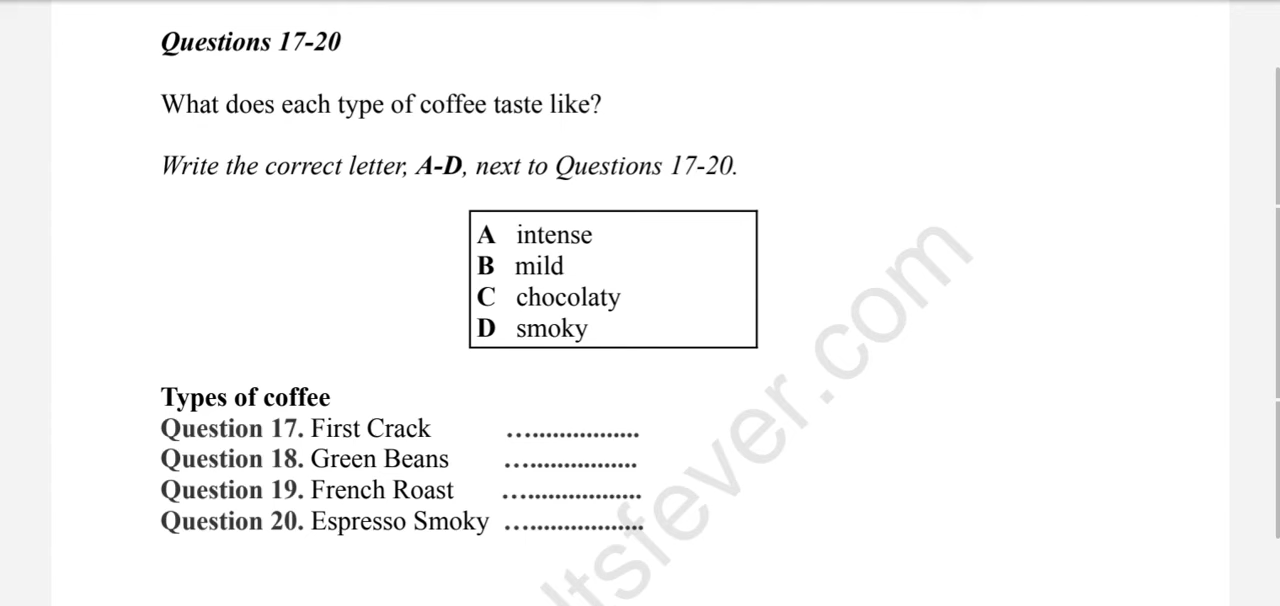 Questions 17-20
What does each type of coffee taste like?
Write the correct letter, A-D, next to Questions 17-20.
A intense
B mild
C chocolaty
D smoky
Types of coffee
Question 17. First Crack ......................
Question 18. Green Beans ......................
Question 19. French Roast ......................
Question 20. Espresso Smoky ......................
ltsfever.com